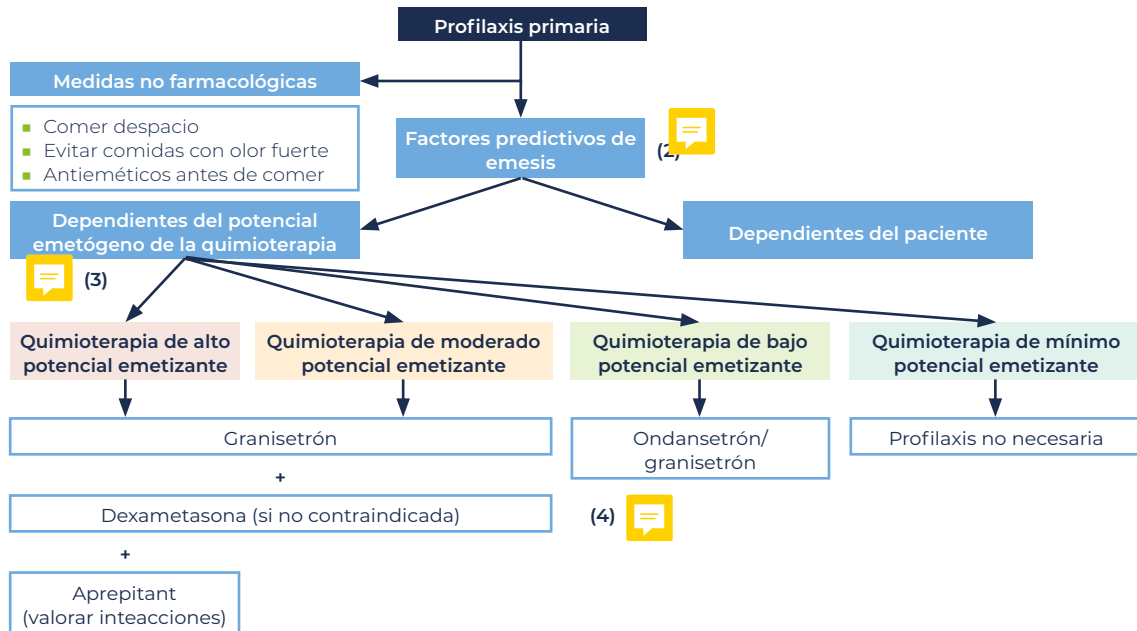 Profilaxis primaria
Medidas no farmacológicas
■ Comer despacio
■ Evitar comidas con olor fuerte
■ Antieméticos antes de comer
Factores predictivos de
emesis
(2)
Dependientes del potencial
emetógeno de la quimioterapia
Dependientes del paciente
(3)
Quimioterapia de alto
potencial emetizante
Quimioterapia de moderado
potencial emetizante
Quimioterapia de bajo
potencial emetizante
Quimioterapia de mínimo
potencial emetizante
Granisetrón
Ondansetrón/
granisetrón
Profilaxis no necesaria
+
Dexametasona (si no contraindicada)
(4)
+
Aprepitant
(valorar inteacciones)